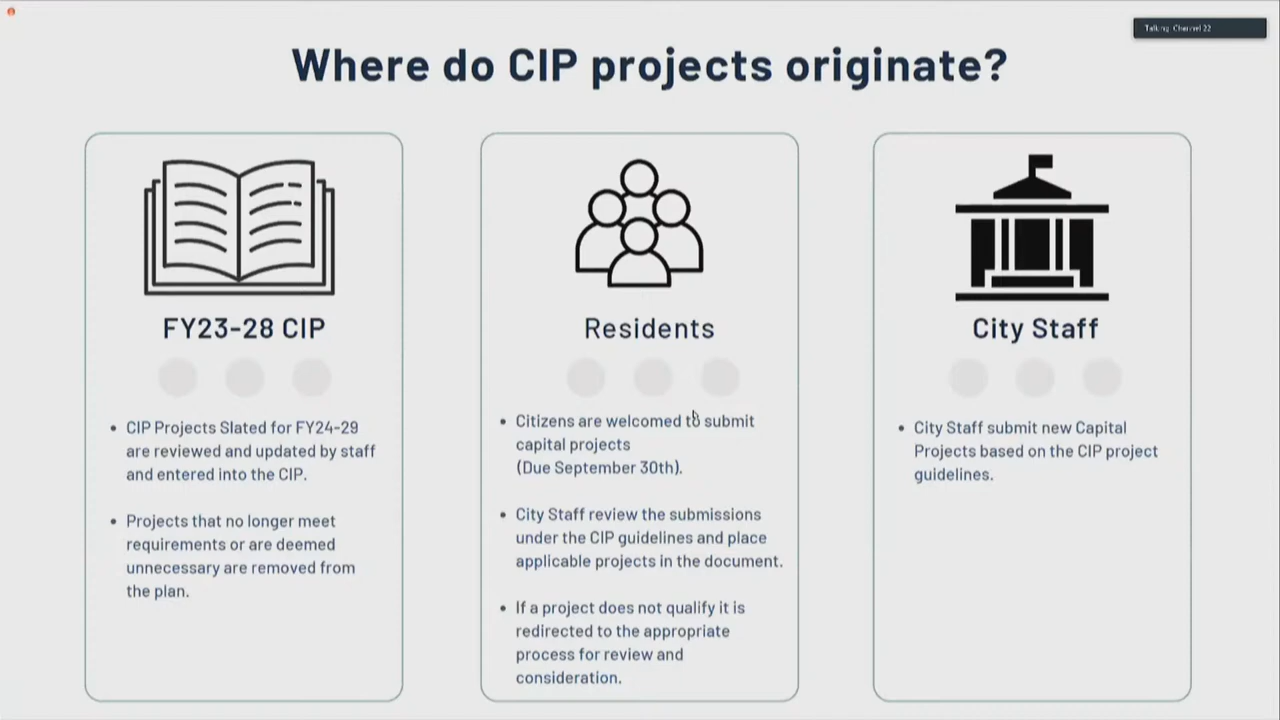 Talking: Channel 22
Where do CIP projects originate?
FY23-28 CIP
• CIP Projects Slated for FY24-29
are reviewed and updated by staff
and entered into the CIP.
• Projects that no longer meet
requirements or are deemed
unnecessary are removed from
the plan.
Residents
• Citizens are welcomed to submit
capital projects
(Due September 30th).
• City Staff review the submissions
under the CIP guidelines and place
applicable projects in the document.
• If a project does not qualify it is
redirected to the appropriate
process for review and
consideration.
City Staff
• City Staff submit new Capital
Projects based on the CIP project
guidelines.